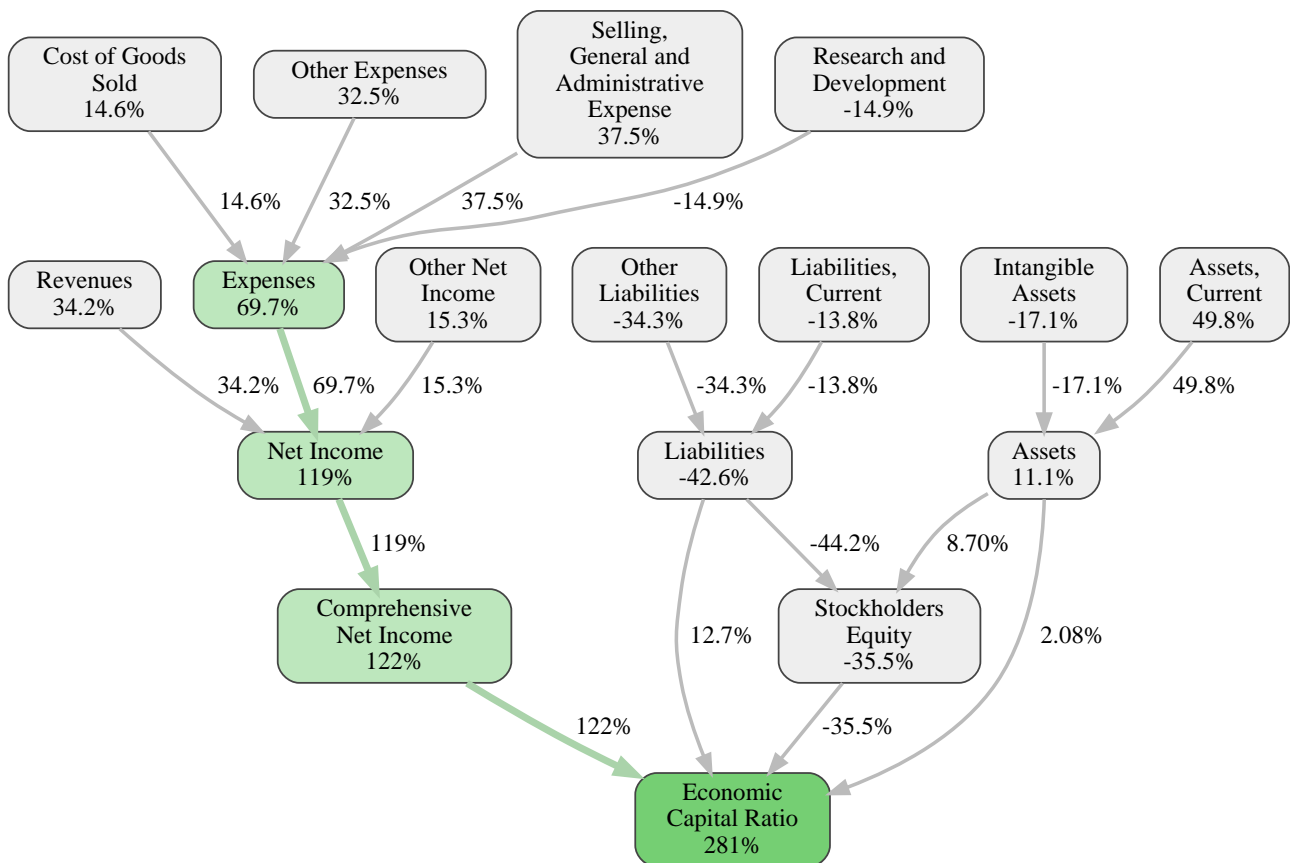 Cost of Goods
Sold
14.6%
Other Expenses
32.5%
Selling,
General and
Administrative
Expense
37.5%
Research and
Development
-14.9%
14.6%
32.5%
37.5%
-14.9%
Revenues
34.2%
Expenses
69.7%
Other Net
Income
15.3%
Other
Liabilities
-34.3%
Liabilities,
Current
-13.8%
Intangible
Assets
-17.1%
Assets,
Current
49.8%
34.2%
69.7%
15.3%
-34.3%
-13.8%
-17.1%
49.8%
Net Income
119%
Liabilities
-42.6%
Assets
11.1%
119%
-44.2%
8.70%
Comprehensive
Net Income
122%
12.7%
Stockholders
Equity
-35.5%
2.08%
122%
-35.5%
Economic
Capital Ratio
281%